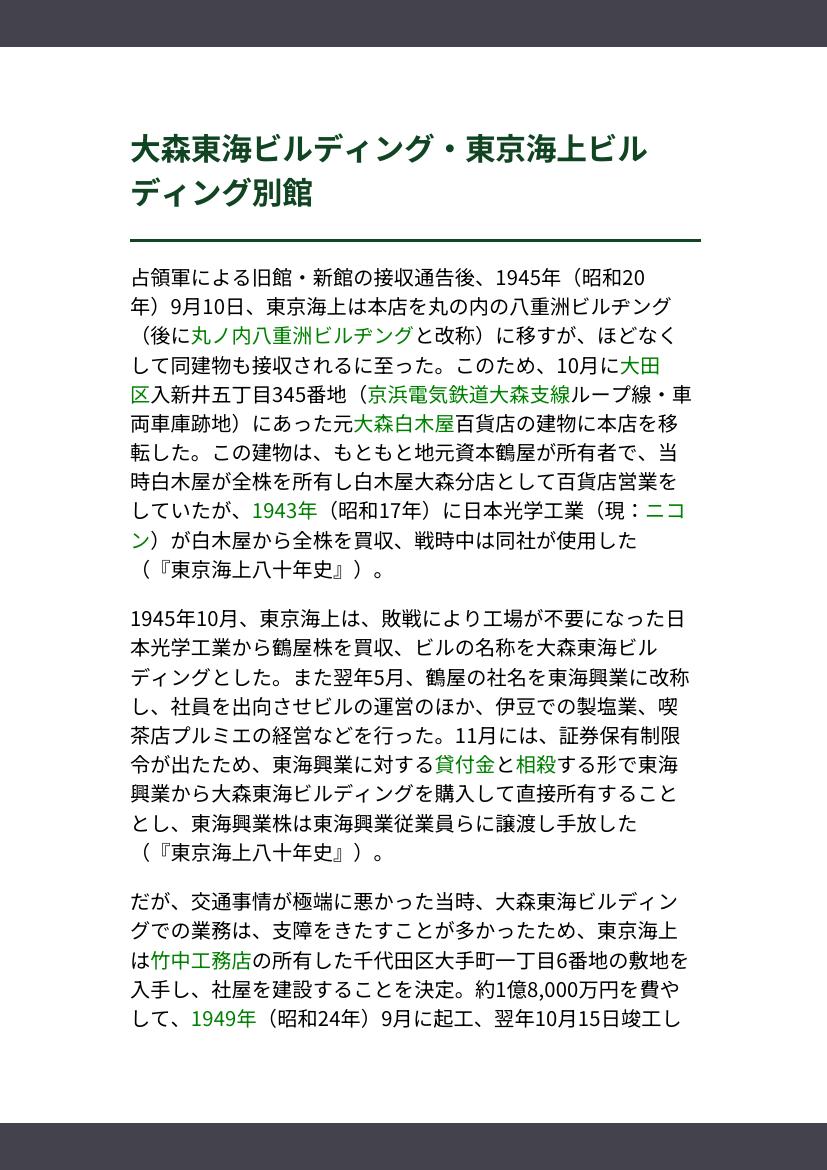 大森東海ビルディング・東京海上ビル
ディング別館
占領軍による旧館・新館の接収通告後、1945年（昭和20
年）9月10日、東京海上は本店を丸の内の八重洲ビルヂング
（後に丸ノ内八重洲ビルヂングと改称）に移すが、ほどなく
して同建物も接収されるに至った。このため、10月に大田
区入新井五丁目345番地（京浜電気鉄道大森支線ループ線・車
両車庫跡地）にあった元大森白木屋百貨店の建物に本店を移
転した。この建物は、もともと地元資本鶴屋が所有者で、当
時白木屋が全株を所有し白木屋大森分店として百貨店営業を
していたが、1943年（昭和17年）に日本光学工業（現：ニコ
ン）が白木屋から全株を買収、戦時中は同社が使用した
（『東京海上八十年史』）。
1945年10月、東京海上は、敗戦により工場が不要になった日
本光学工業から鶴屋株を買収、ビルの名称を大森東海ビル
ディングとした。また翌年5月、鶴屋の社名を東海興業に改称
し、社員を出向させビルの運営のほか、伊豆での製塩業、喫
茶店プルミエの経営などを行った。11月には、証券保有制限
令が出たため、東海興業に対する貸付金と相殺する形で東海
興業から大森東海ビルディングを購入して直接所有すること
とし、東海興業株は東海興業従業員らに譲渡し手放した
（『東京海上八十年史』）。
だが、交通事情が極端に悪かった当時、大森東海ビルディン
グでの業務は、支障をきたすことが多かったため、東京海上
は竹中工務店の所有した千代田区大手町一丁目6番地の敷地を
入手し、社屋を建設することを決定。約1億8,000万円を費や
して、1949年（昭和24年）9月に起工、翌年10月15日竣工し